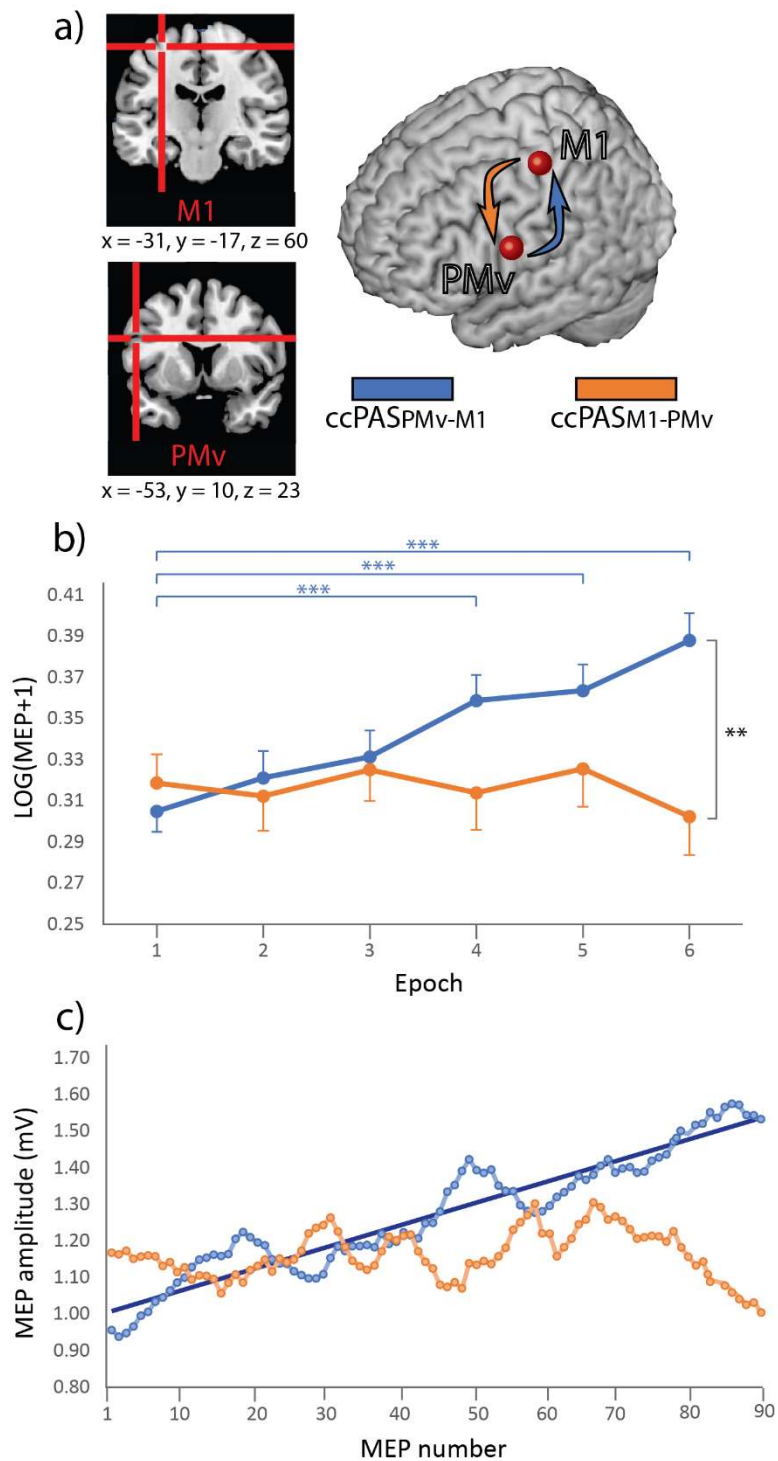 a)
M1
x = -31, y = -17, z = 60
PMv
x = -53, y = 10, z = 23
M1
PMv
ccPASPMv-M1
ccPASM1-PMv
b)
***
***
***
**
0.41
0.39
0.37
0.35
0.33
0.31
0.29
0.27
0.25
LOG(MEP+1)
1 2 3 4 5 6
Epoch
c)
1.70
1.60
1.50
1.40
1.30
1.20
1.10
1.00
0.90
0.80
MEP amplitude (mV)
1 10 20 30 40 50 60 70 80 90
MEP number